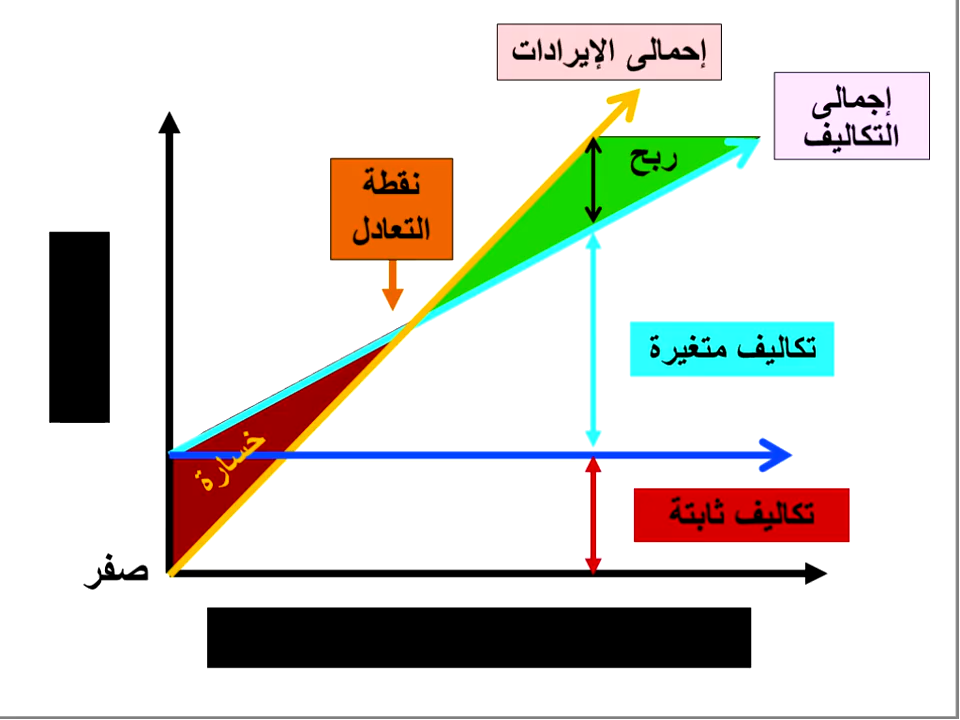 إحمالى الإيرادات
إجمالى
التكاليف
ربح
نقطة
التعادل
تكاليف متغيرة
خسارة
تكاليف ثابتة
صفر